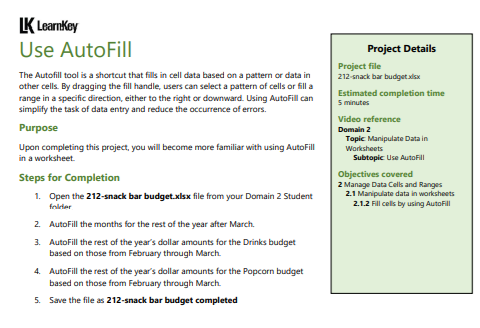 LK LearnKey
Use AutoFill
The Autofill tool is a shortcut that fills in cell data based on a pattern or data in
other cells. By dragging the fill handle, users can select a pattern of cells or fill a
range in a specific direction, either to the right or downward. Using AutoFill can
simplify the task of data entry and reduce the occurrence of errors.
Purpose
Upon completing this project, you will become more familiar with using AutoFill
in a worksheet.
Steps for Completion
1. Open the 212-snack bar budget.xlsx file from your Domain 2 Student
folder.
2. AutoFill the months for the rest of the year after March.
3. AutoFill the rest of the year's dollar amounts for the Drinks budget
based on those from February through March.
4. AutoFill the rest of the year's dollar amounts for the Popcorn budget
based on those from February through March.
5. Save the file as 212-snack bar budget completed
Project Details
Project file
212-snack bar budget.xlsx
Estimated completion time
5 minutes
Video reference
Domain 2
Topic: Manipulate Data in
Worksheets
Subtopic: Use AutoFill
Objectives covered
2 Manage Data Cells and Ranges
2.1 Manipulate data in worksheets
2.1.2 Fill cells by using AutoFill